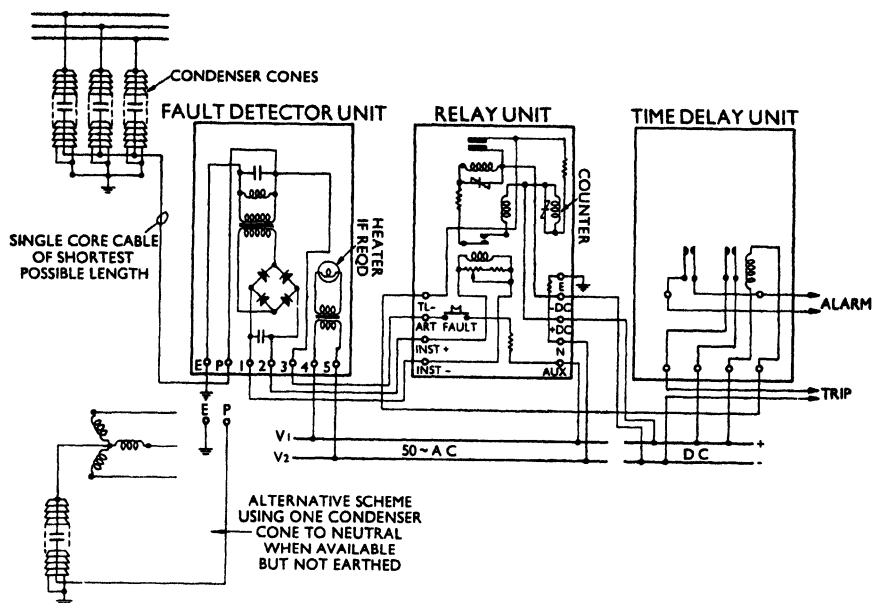 CONDENSER CONES
FAULT DETECTOR UNIT
RELAY UNIT
TIME DELAY UNIT
SINGLE CORE CABLE
OF SHORTEST
POSSIBLE LENGTH
HEATER
IF REQD
COUNTER
E P 1 2 3 4 5
TL-
ART FAULT
INST +
INST -
E
-DC
+DC
N
AUX
ALARM
TRIP
E P
V1
V2
50~AC
DC
+
-
ALTERNATIVE SCHEME
USING ONE CONDENSER
CONE TO NEUTRAL
WHEN AVAILABLE
BUT NOT EARTHED